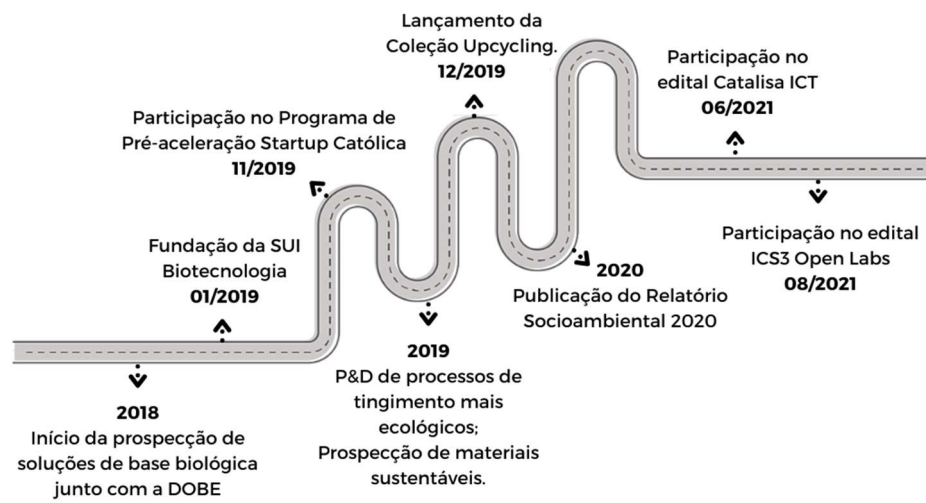 2018
Início da prospecção de
soluções de base biológica
junto com a DOBE
Fundação da SUI
Biotecnologia
01/2019
Participação no Programa de
Pré-aceleração Startup Católica
11/2019
2019
P&D de processos de
tingimento mais
ecológicos;
Prospecção de materiais
sustentáveis.
Lançamento da
Coleção Upcycling.
12/2019
2020
Publicação do Relatório
Socioambiental 2020
Participação no
edital Catalisa ICT
06/2021
Participação no edital
ICS3 Open Labs
08/2021